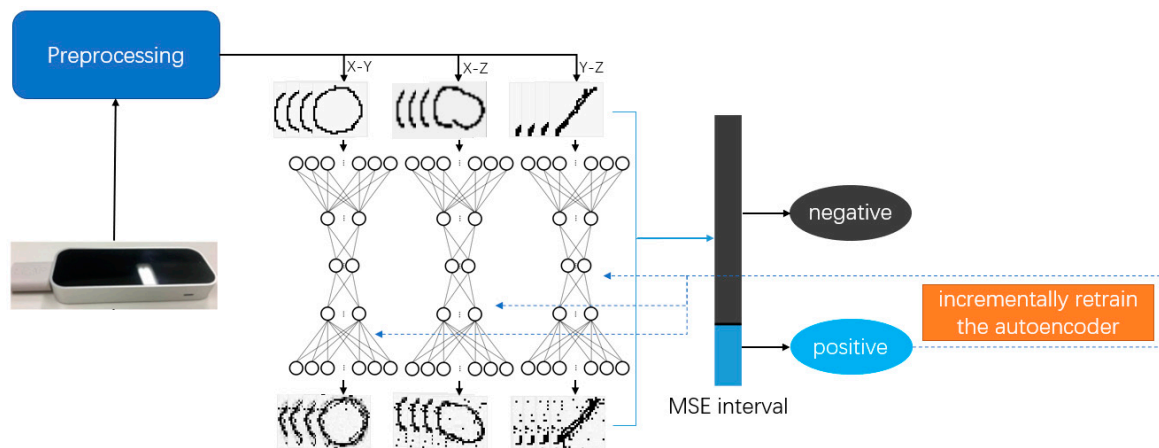 Preprocessing
X-Y
X-Z
Y-Z
negative
incrementally retrain
the autoencoder
positive
MSE interval